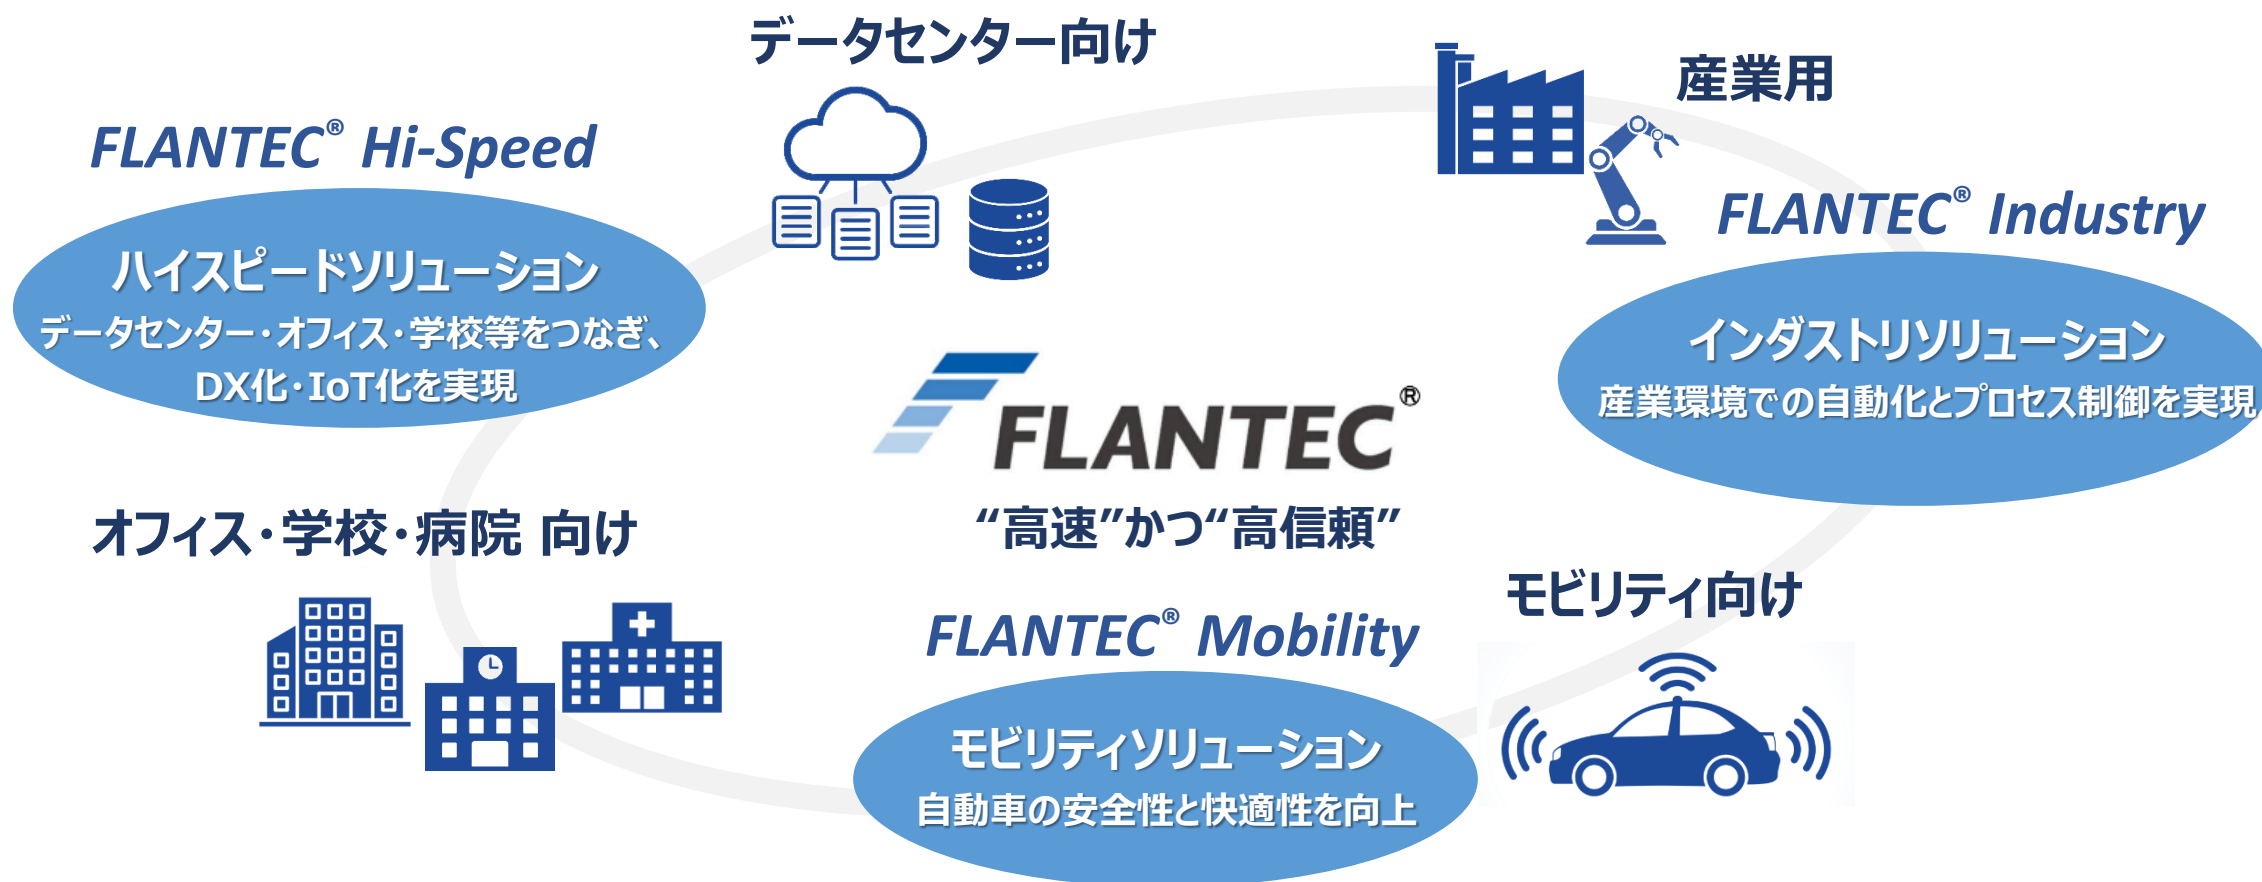 データセンター向け
産業用
FLANTEC® Hi-Speed
ハイスピードソリューション
データセンター・オフィス・学校等をつなぎ、
DX化・IoT化を実現
FLANTEC® Industry
インダストリソリューション
産業環境での自動化とプロセス制御を実現
FLANTEC®
“高速”かつ“高信頼”
オフィス・学校・病院 向け
FLANTEC® Mobility
モビリティソリューション
自動車の安全性と快適性を向上
モビリティ向け